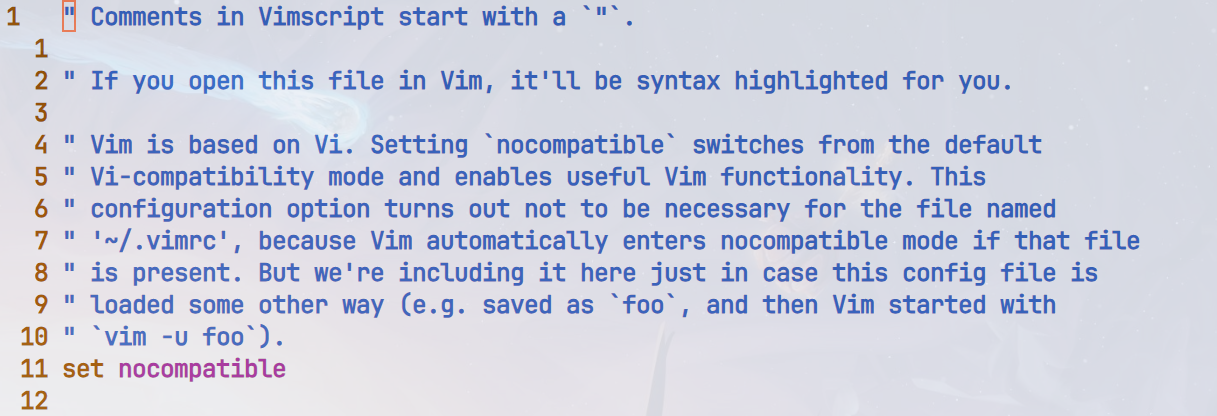 1 " Comments in Vimscript start with a `"`.
1
2 " If you open this file in Vim, it'll be syntax highlighted for you.
3
4 " Vim is based on Vi. Setting `nocompatible` switches from the default
5 " Vi-compatibility mode and enables useful Vim functionality. This
6 " configuration option turns out not to be necessary for the file named
7 " '~/.vimrc', because Vim automatically enters nocompatible mode if that file
8 " is present. But we're including it here just in case this config file is
9 " loaded some other way (e.g. saved as `foo`, and then Vim started with
10 " `vim -u foo`).
11 set nocompatible
12